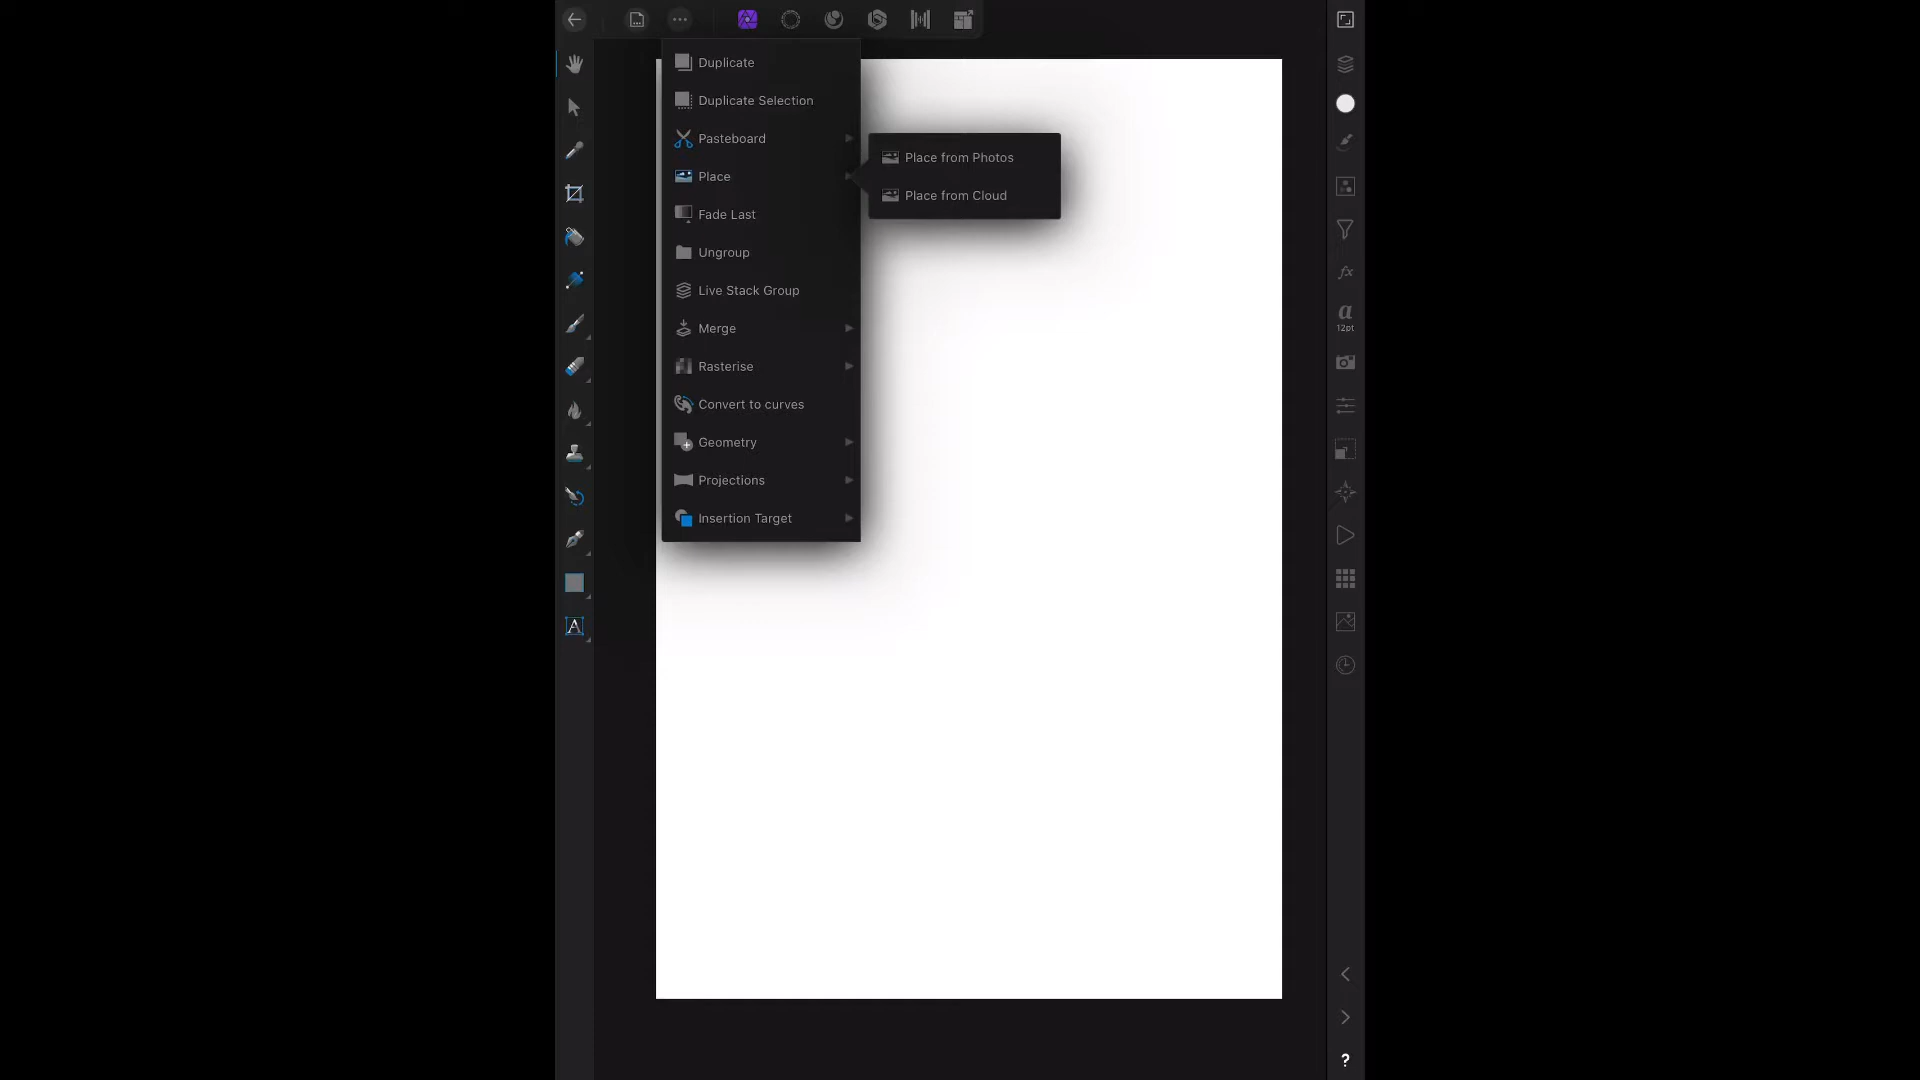 Duplicate
Duplicate Selection
Pasteboard
Place
Fade Last
Ungroup
Live Stack Group
Merge
Rasterise
Convert to curves
Geometry
Projections
Insertion Target
Place from Photos
Place from Cloud
A
fx
a
12pt
?